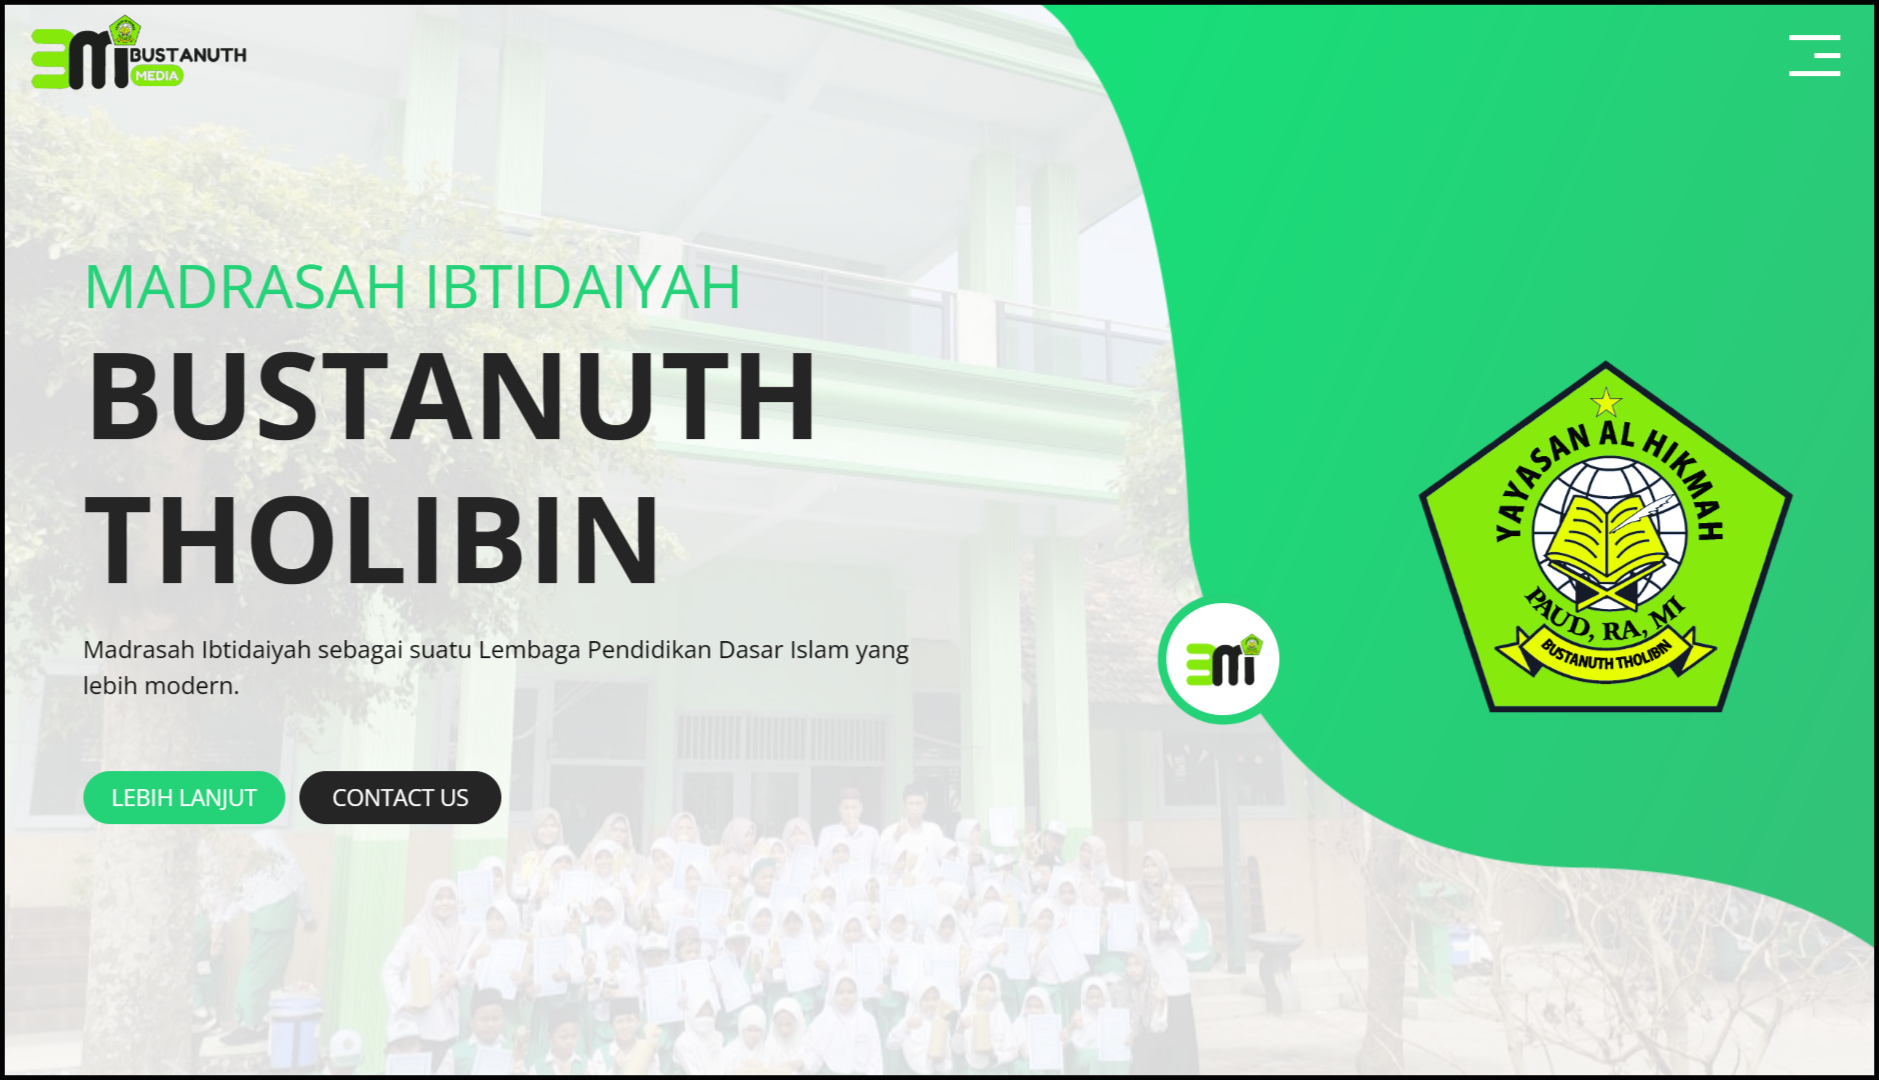 BUSTANUTH
MEDIA
MADRASAH IBTIDAIYAH
BUSTANUTH
THOLIBIN
Madrasah Ibtidaiyah sebagai suatu Lembaga Pendidikan Dasar Islam yang
lebih modern.
LEBIH LANJUT
CONTACT US
YAYASAN AL HIKMAH
PAUD, RA, MI
BUSTANUTH THOLIBIN